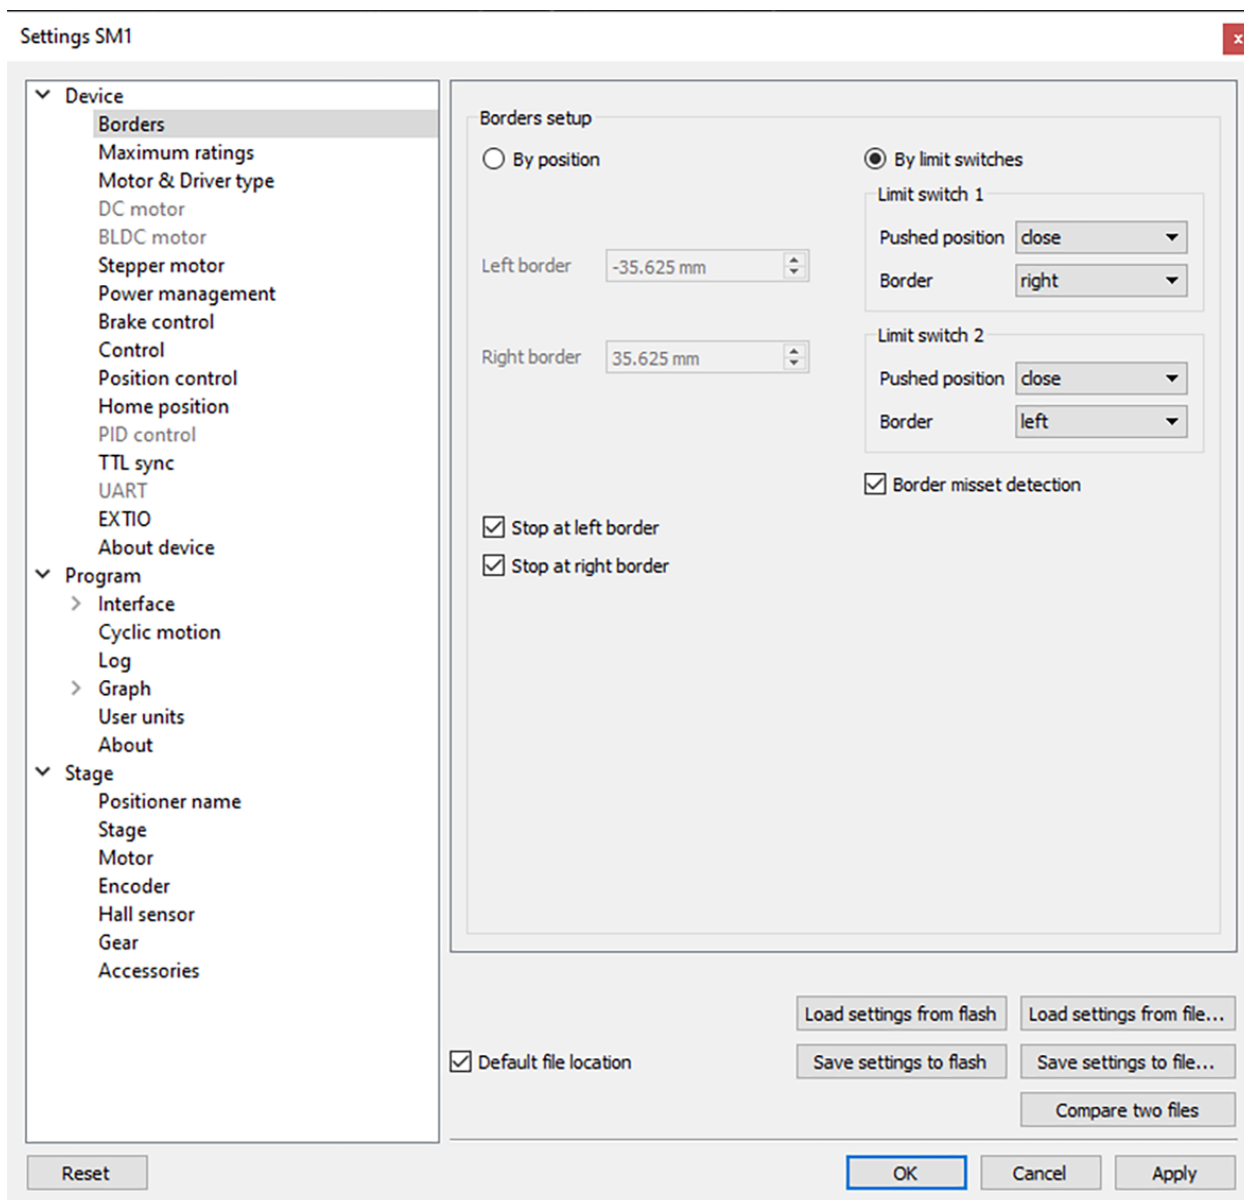 Settings SM1
x
Device
Borders
Maximum ratings
Motor & Driver type
DC motor
BLDC motor
Stepper motor
Power management
Brake control
Control
Position control
Home position
PID control
TTL sync
UART
EXTIO
About device
Program
Interface
Cyclic motion
Log
Graph
User units
About
Stage
Positioner name
Stage
Motor
Encoder
Hall sensor
Gear
Accessories
Borders setup
By position
By limit switches
Limit switch 1
Pushed position close
Border right
Left border -35.625 mm
Limit switch 2
Right border 35.625 mm
Pushed position close
Border left
Border misset detection
Stop at left border
Stop at right border
Load settings from flash
Load settings from file...
Default file location
Save settings to flash
Save settings to file...
Compare two files
Reset
OK
Cancel
Apply